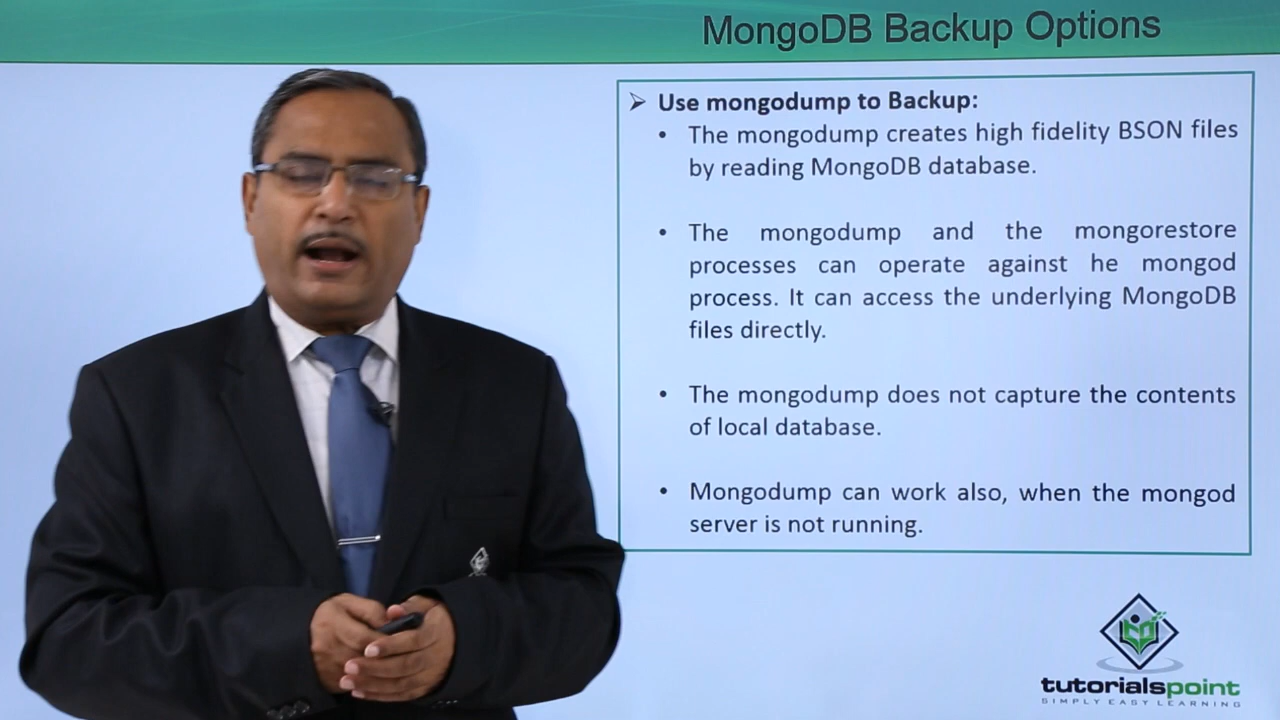 MongoDB Backup Options
➢ Use mongodump to Backup:
• The mongodump creates high fidelity BSON files
by reading MongoDB database.
• The mongodump and the mongorestore
processes can operate against he mongod
process. It can access the underlying MongoDB
files directly.
• The mongodump does not capture the contents
of local database.
• Mongodump can work also, when the mongod
server is not running.
tutorialspoint
SIMPLY EASY LEARNING